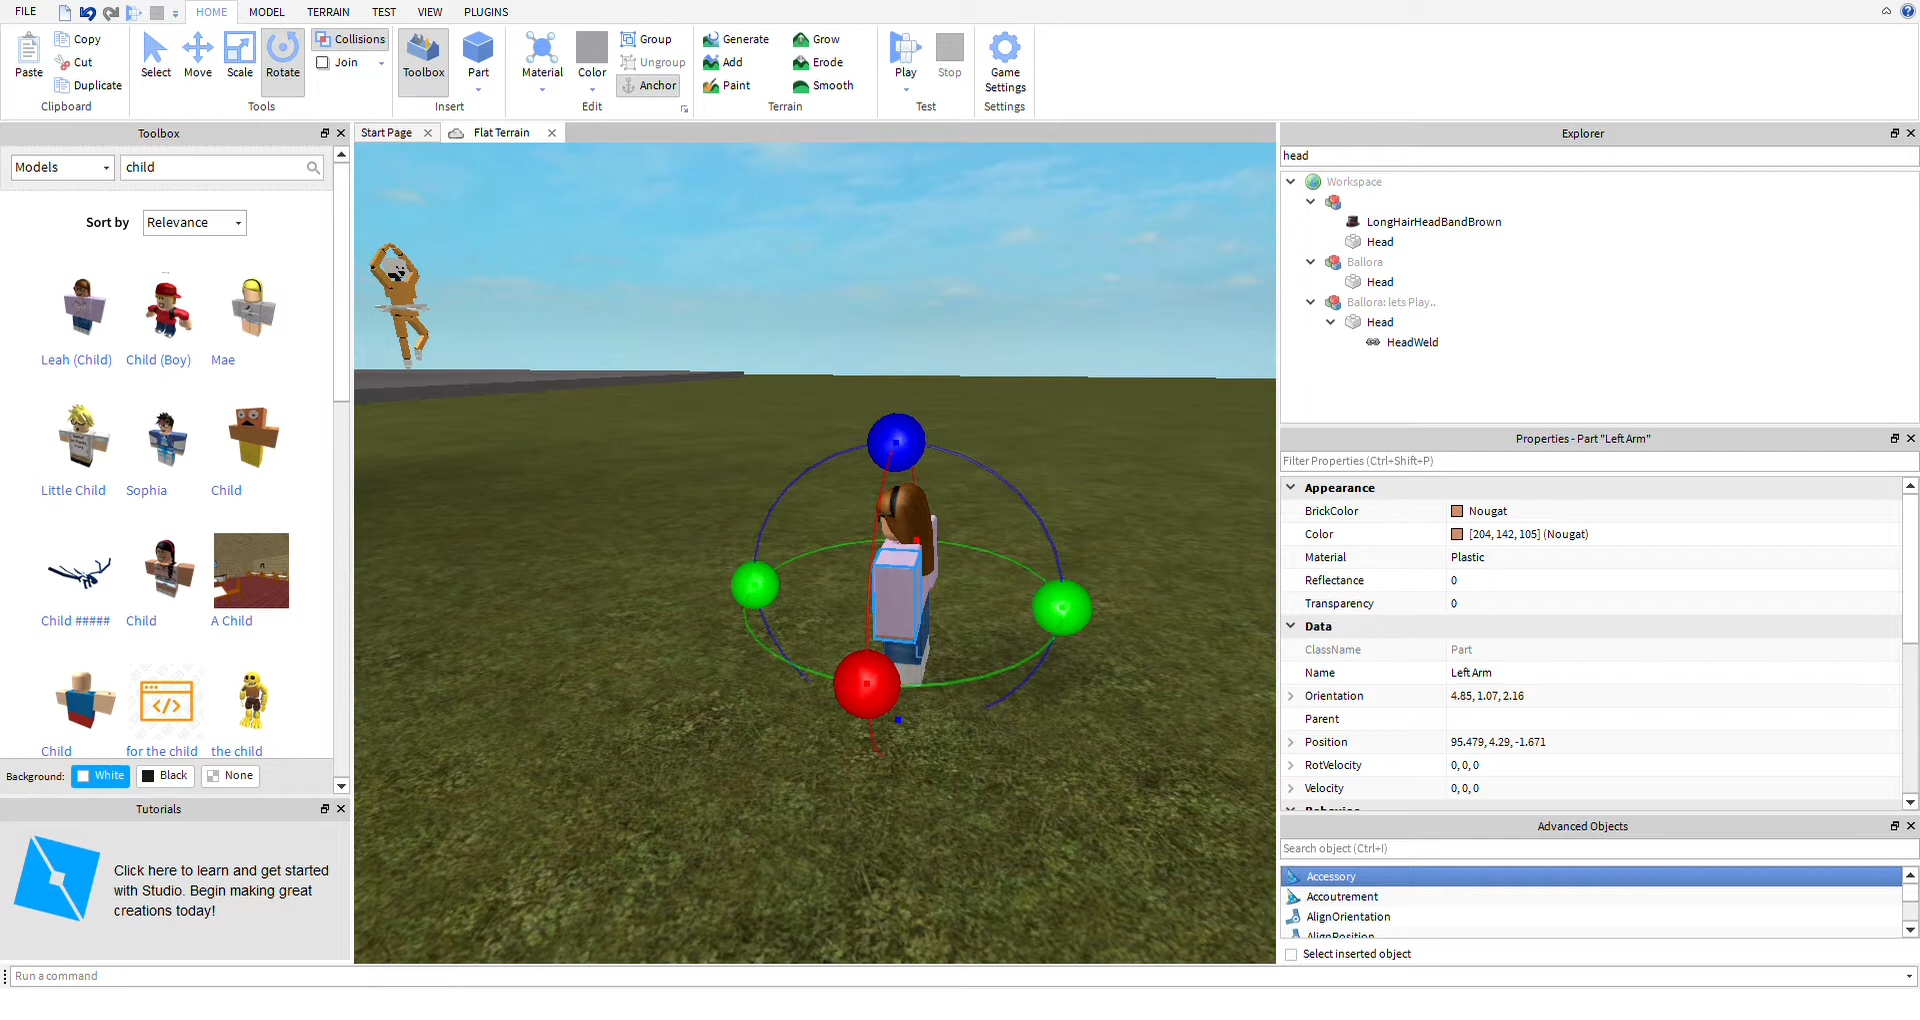 FILE
HOME
MODEL
TERRAIN
TEST
VIEW
PLUGINS
Paste
Copy
Cut
Duplicate
Clipboard
Select
Move
Scale
Rotate
Collisions
Join
Tools
Toolbox
Part
Insert
Material
Color
Group
Ungroup
Anchor
Edit
Generate
Add
Paint
Grow
Erode
Smooth
Terrain
Play
Stop
Test
Game
Settings
Settings
Toolbox
Models
child
Sort by
Relevance
Leah (Child)
Child (Boy)
Mae
Little Child
Sophia
Child
Child #####
Child
A Child
Child
for the child
the child
Background:
White
Black
None
Tutorials
Click here to learn and get started
with Studio. Begin making great
creations today!
Start Page
Flat Terrain
Explorer
head
Workspace
LongHairHeadBandBrown
Head
Ballora
Head
Ballora: lets Play..
Head
HeadWeld
Properties - Part "Left Arm"
Filter Properties (Ctrl+Shift+P)
Appearance
BrickColor Nougat
Color [204, 142, 105] (Nougat)
Material Plastic
Reflectance 0
Transparency 0
Data
ClassName Part
Name Left Arm
Orientation 4.85, 1.07, 2.16
Parent
Position 95.479, 4.29, -1.671
RotVelocity 0, 0, 0
Velocity 0, 0, 0
Behavior
Advanced Objects
Search object (Ctrl+I)
Accessory
Accoutrement
AlignOrientation
AlignPosition
Select inserted object
Run a command